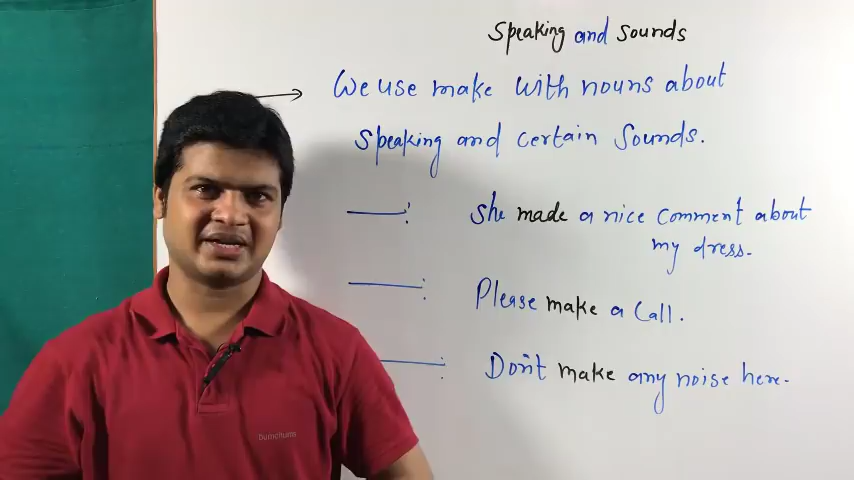 Speaking and Sounds
We use make with nouns about
Speaking and certain Sounds.
She made a nice comment about
my dress.
Please make a Call.
Don't make any noise here.